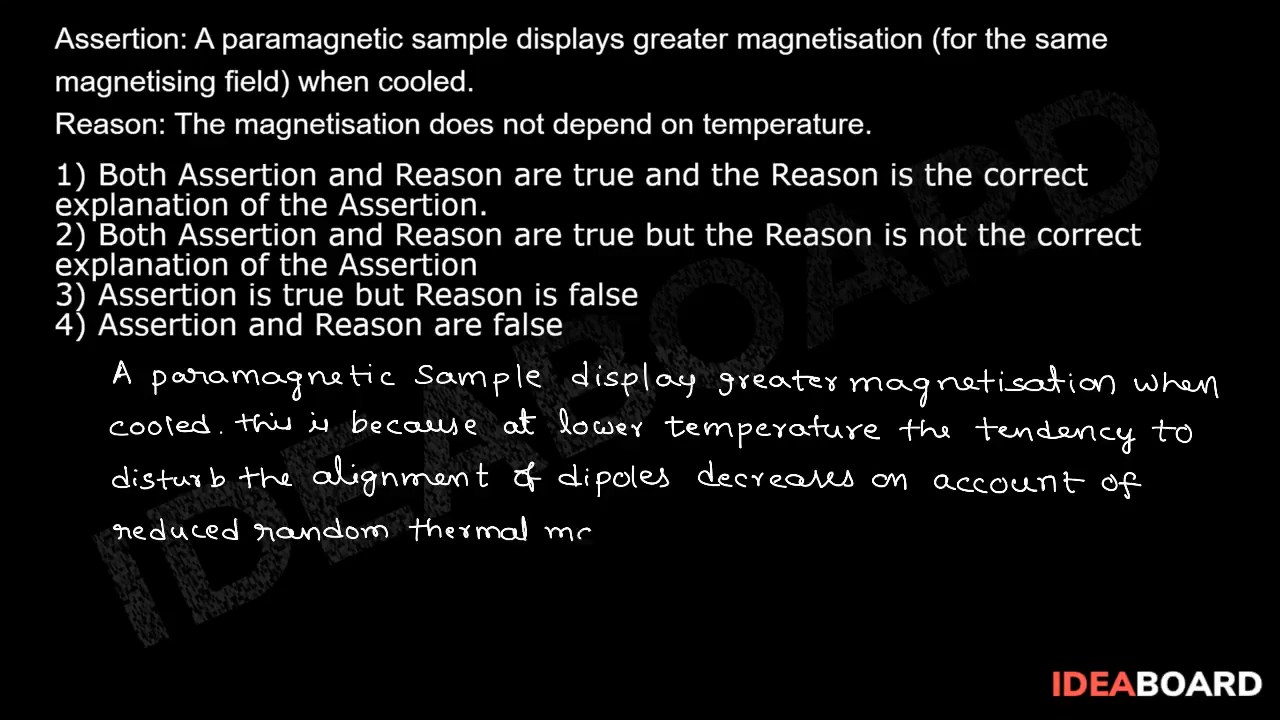 Assertion: A paramagnetic sample displays greater magnetisation (for the same
magnetising field) when cooled.
Reason: The magnetisation does not depend on temperature.
1) Both Assertion and Reason are true and the Reason is the correct
explanation of the Assertion.
2) Both Assertion and Reason are true but the Reason is not the correct
explanation of the Assertion
3) Assertion is true but Reason is false
4) Assertion and Reason are false
A paramagnetic sample display greater magnetisation when
cooled. this is because at lower temperature the tendency to
disturb the alignment of dipoles decreases on account of
reduced random thermal mo
IDEABOARD
IDEABOARD